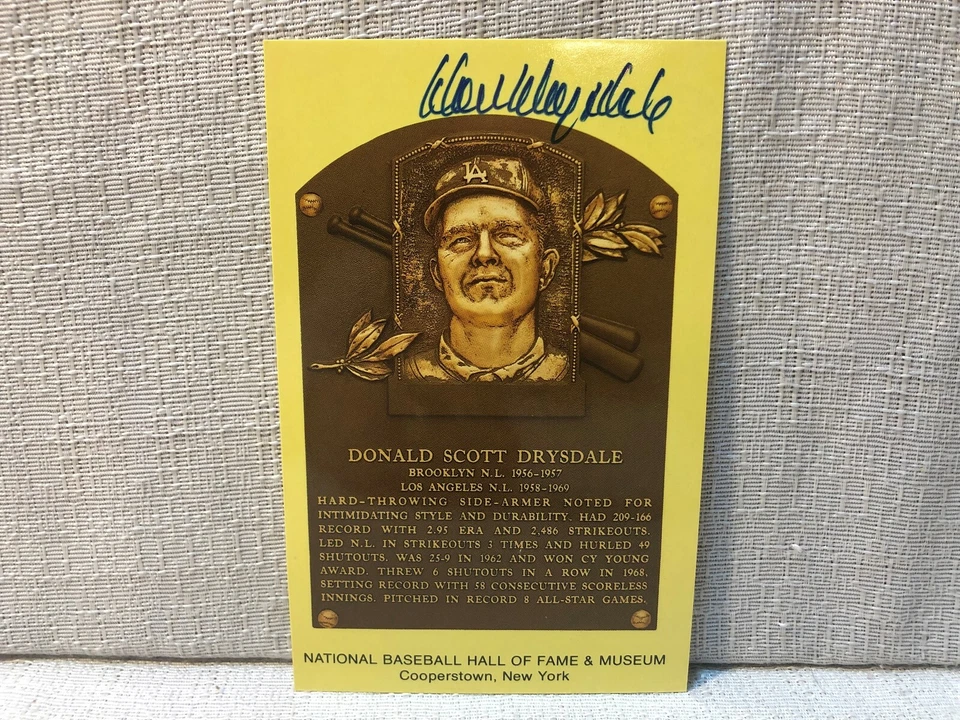 Don Drysdale
LA
DONALD SCOTT DRYSDALE
BROOKLYN N.L. 1956-1957
LOS ANGELES N.L. 1958-1969
HARD-THROWING SIDE-ARMER NOTED FOR
INTIMIDATING STYLE AND DURABILITY. HAD 209-166
RECORD WITH 2.95 ERA AND 2,486 STRIKEOUTS.
LED N.L. IN STRIKEOUTS 3 TIMES AND HURLED 49
SHUTOUTS. WAS 25-9 IN 1962 AND WON CY YOUNG
AWARD. THREW 6 SHUTOUTS IN A ROW IN 1968,
SETTING RECORD WITH 58 CONSECUTIVE SCORELESS
INNINGS. PITCHED IN RECORD 8 ALL-STAR GAMES.
NATIONAL BASEBALL HALL OF FAME & MUSEUM
Cooperstown, New York